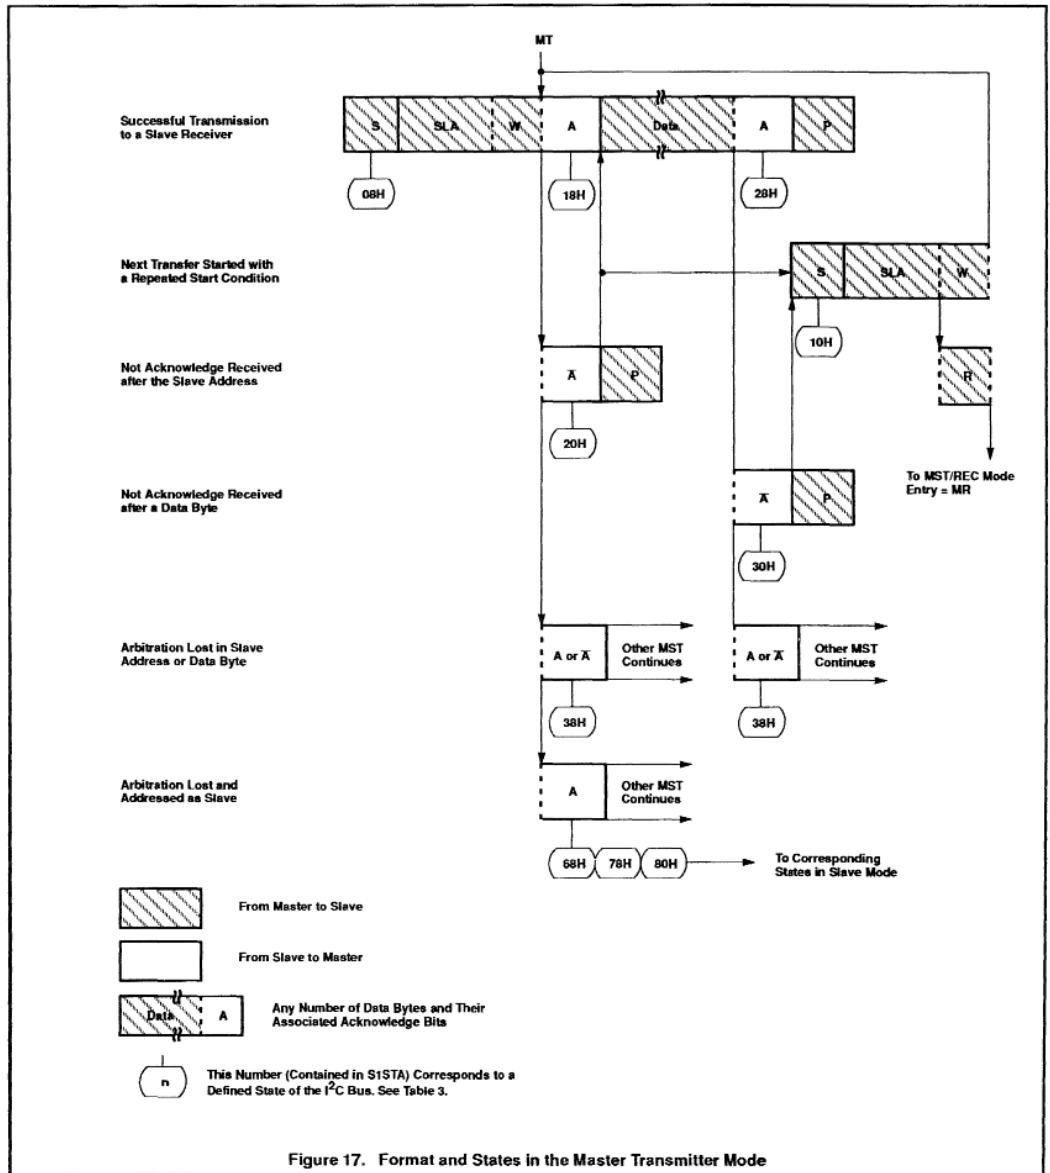 MT
Successful Transmission
to a Slave Receiver
S SLA W A Data A P
08H 18H 28H
Next Transfer Started with
a Repeated Start Condition
S SLA W
10H
Not Acknowledge Received
after the Slave Address
A̅ P R
20H
To MST/REC Mode
Entry = MR
Not Acknowledge Received
after a Data Byte
A̅ P
30H
Arbitration Lost in Slave
Address or Data Byte
A or A̅ Other MST
Continues
A or A̅ Other MST
Continues
38H 38H
Arbitration Lost and
Addressed as Slave
A Other MST
Continues
68H 78H 80H
To Corresponding
States in Slave Mode
From Master to Slave
From Slave to Master
Data A
Any Number of Data Bytes and Their
Associated Acknowledge Bits
n
This Number (Contained in S1STA) Corresponds to a
Defined State of the I²C Bus. See Table 3.
Figure 17. Format and States in the Master Transmitter Mode